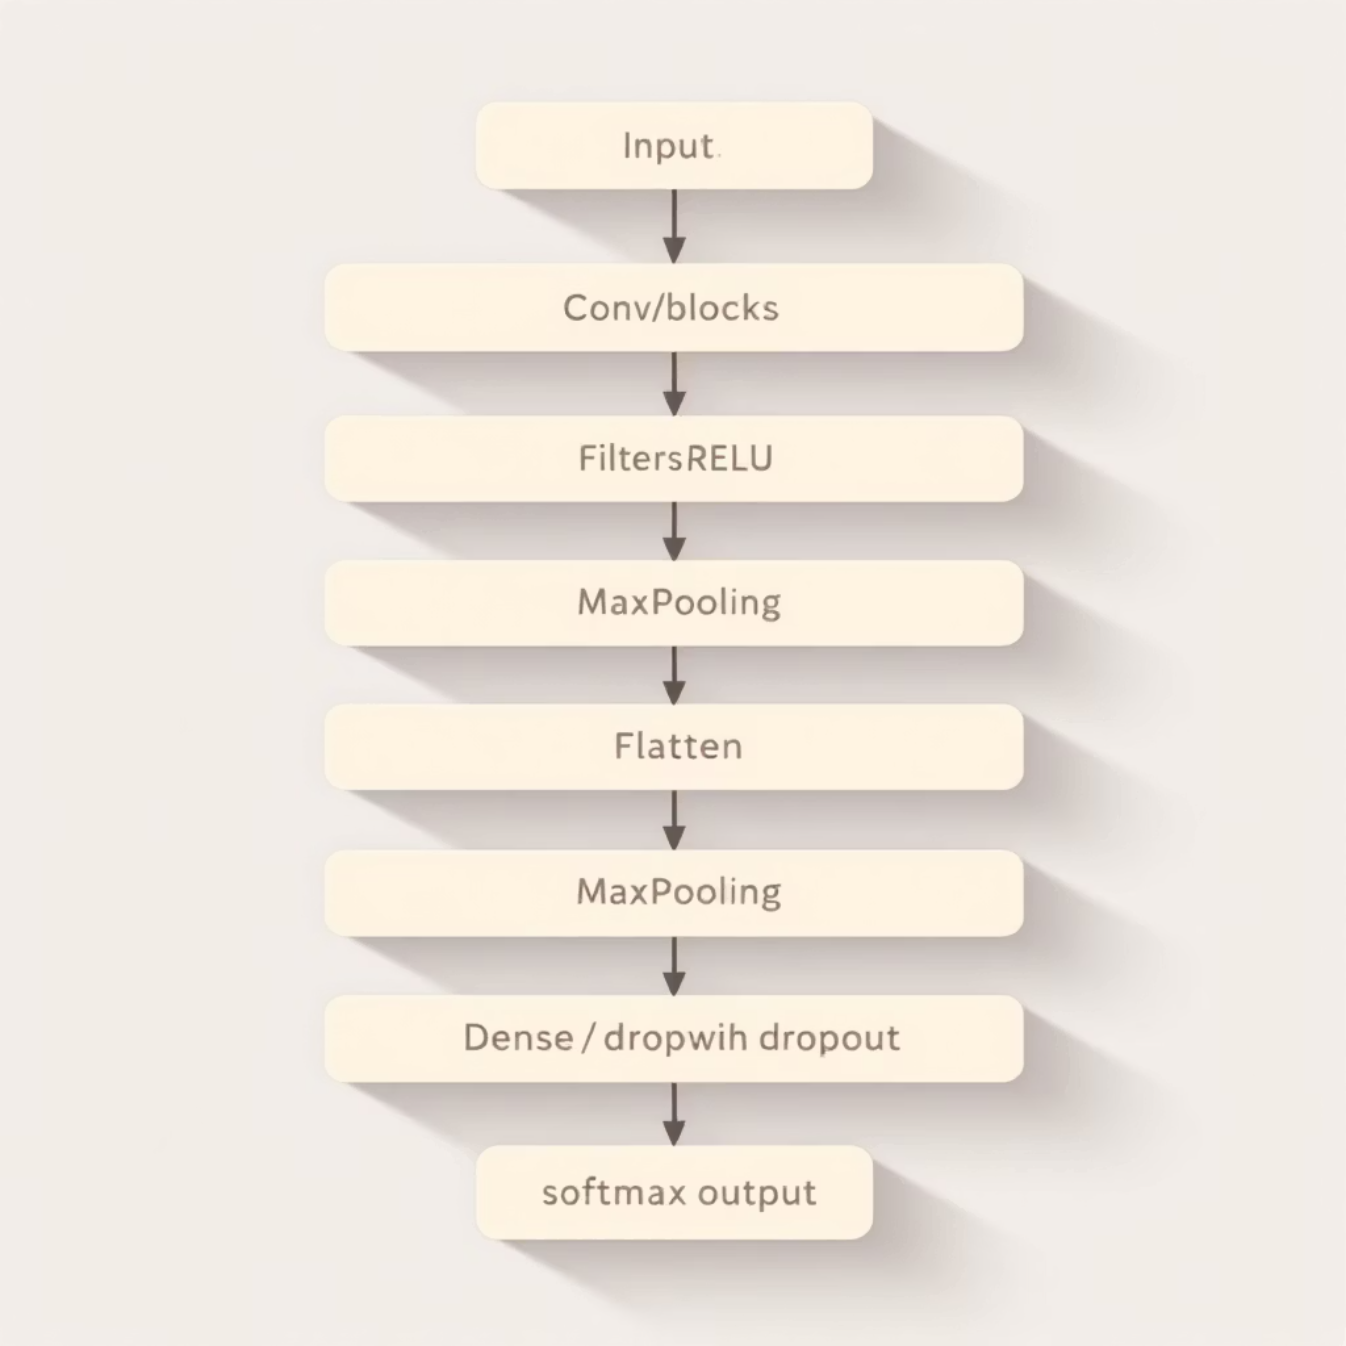 Input.
Conv/blocks
FiltersRELU
MaxPooling
Flatten
MaxPooling
Dense / dropwih dropout
softmax output